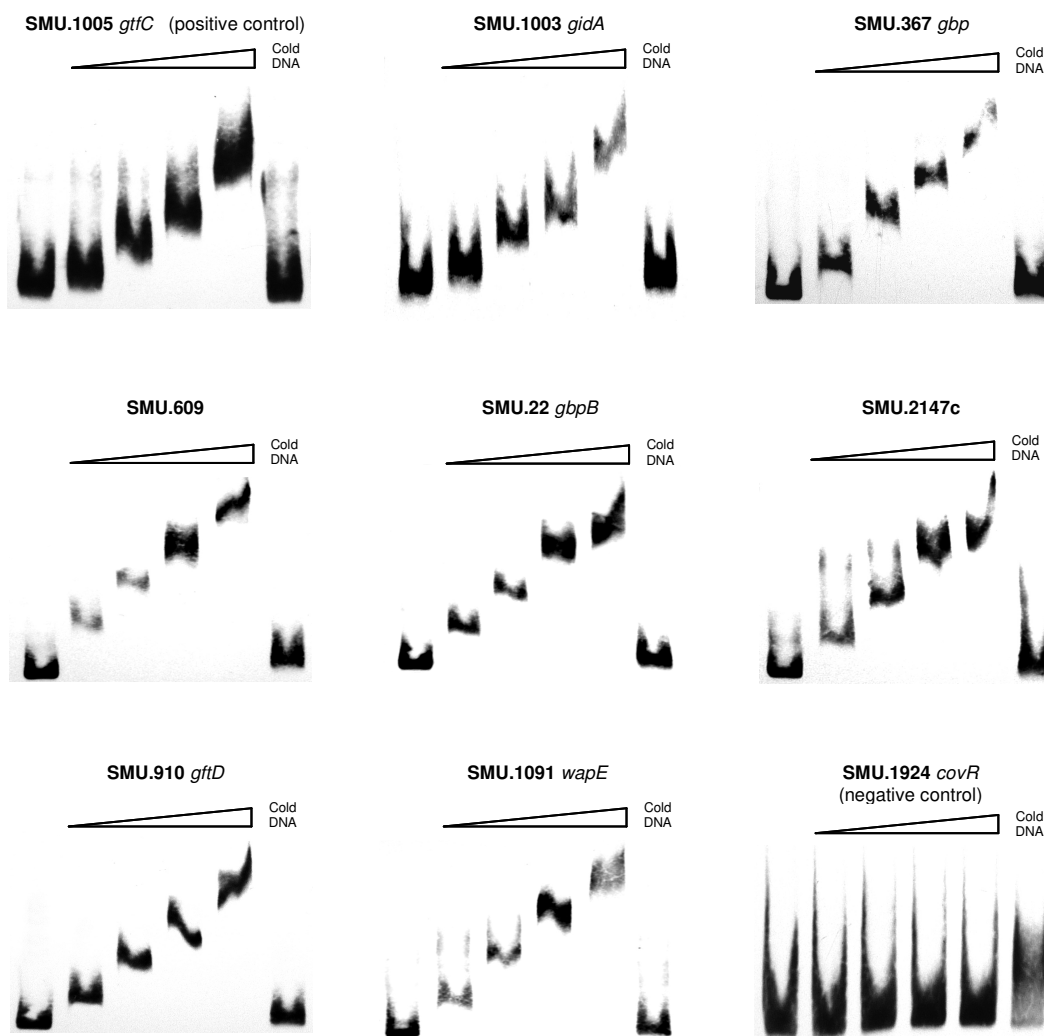 SMU.1005 gtfC (positive control)
Cold
DNA
SMU.1003 gidA
Cold
DNA
SMU.367 gbp
Cold
DNA
SMU.609
Cold
DNA
SMU.22 gbpB
Cold
DNA
SMU.2147c
Cold
DNA
SMU.910 gftD
Cold
DNA
SMU.1091 wapE
Cold
DNA
SMU.1924 covR
(negative control)
Cold
DNA